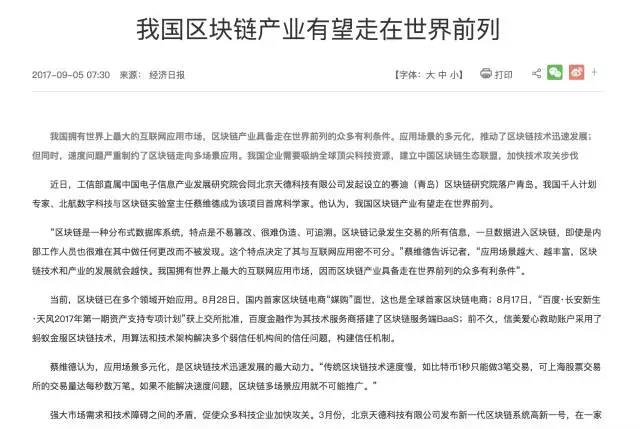 我国区块链产业有望走在世界前列
2017-09-05 07:30 来源： 经济日报 【字体：大 中 小】 打印
我国拥有世界上最大的互联网应用市场，区块链产业具备走在世界前列的众多有利条件。应用场景的多元化，推动了区块链技术迅速发展；
但同时，速度问题严重制约了区块链走向多场景应用。我国企业需要吸纳全球顶尖科技资源，建立中国区块链生态联盟，加快技术攻关步伐
近日，工信部直属中国电子信息产业发展研究院会同北京天德科技有限公司发起设立的赛迪（青岛）区块链研究院落户青岛。我国千人计划
专家、北航数字科技与区块链实验室主任蔡维德成为该项目首席科学家。他认为，我国区块链产业有望走在世界前列。
“区块链是一种分布式数据库系统，特点是不易篡改、很难伪造、可追溯。区块链记录发生交易的所有信息，一旦数据进入区块链，即使是内
部工作人员也很难在其中做任何更改而不被发现。这个特点决定了其与互联网应用密不可分。”蔡维德告诉记者，“应用场景越大、越丰富，区块
链技术和产业的发展就会越快。我国拥有世界上最大的互联网应用市场，因而区块链产业具备走在世界前列的众多有利条件”。
当前，区块链已在多个领域开始应用。8月28日，国内首家区块链电商“媒购”面世，这也是全球首家区块链电商；8月17日，“百度·长安新生
·天风2017年第一期资产支持专项计划”获上交所批准，百度金融作为其技术服务商搭建了区块链服务端BaaS；前不久，信美爱心救助账户采用了
蚂蚁金服区块链技术，用算法和技术架构解决多个弱信任机构间的信任问题，构建信任机制。
蔡维德认为，应用场景多元化，是区块链技术迅速发展的最大动力。“传统区块链技术速度慢，如比特币1秒只能做3笔交易，可上海股票交易
所的交易量达每秒数万笔。如果不能解决速度问题，区块链多场景应用就不可能推广。”
强大市场需求和技术障碍之间的矛盾，促使众多科技企业加快攻关。3月份，北京天德科技有限公司发布新一代区块链系统高新一号，在一家